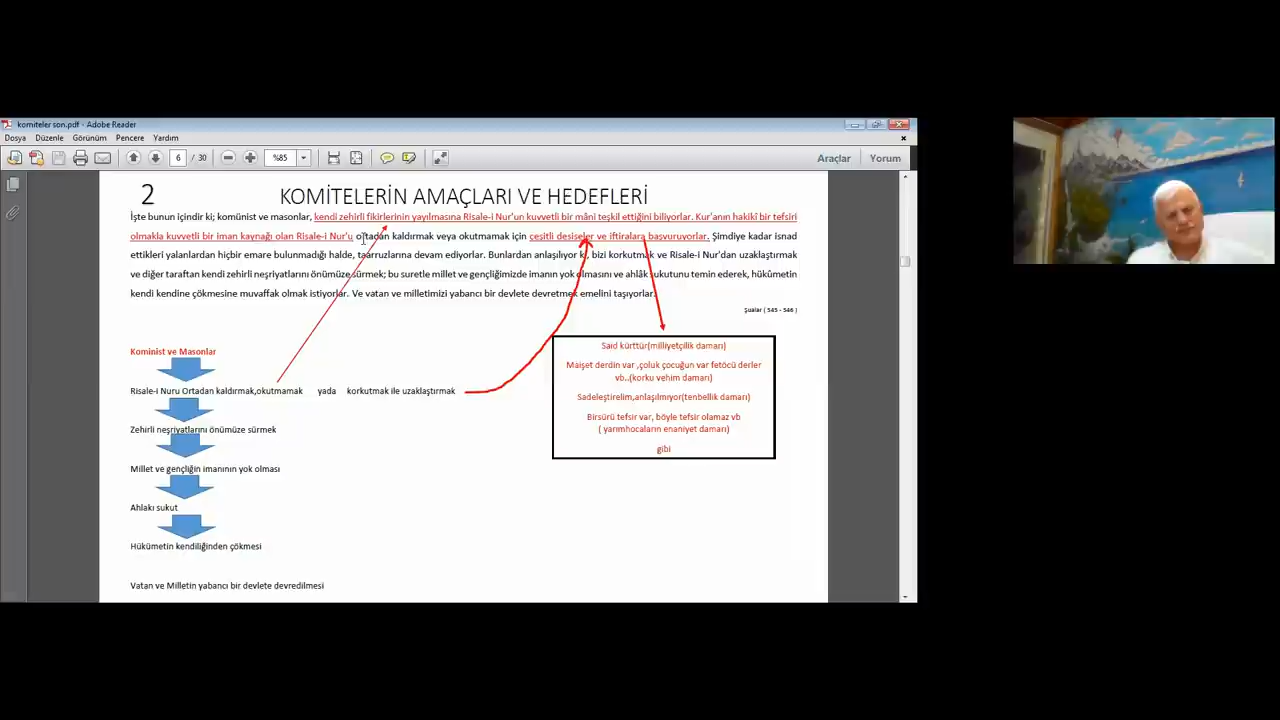 komiteler son.pdf - Adobe Reader
Dosya Düzenle Görünüm Pencere Yardım
6 / 30 %85 Araçlar Yorum
2 KOMİTELERİN AMAÇLARI VE HEDEFLERİ
İşte bunun içindir ki; komünist ve masonlar, kendi zehirli fikirlerinin yayılmasına Risale-i Nur'un kuvvetli bir mâni teşkil ettiğini biliyorlar. Kur'anın hakikî bir tefsiri
olmakla kuvvetli bir iman kaynağı olan Risale-i Nur'u ortadan kaldırmak veya okutmamak için çeşitli desiseler ve iftiralara başvuruyorlar. Şimdiye kadar isnad
ettikleri yalanlardan hiçbir emare bulunmadığı halde, taarruzlarına devam ediyorlar. Bunlardan anlaşılıyor ki, bizi korkutmak ve Risale-i Nur'dan uzaklaştırmak
ve diğer taraftan kendi zehirli neşriyatlarını önümüze sürmek; bu suretle millet ve gençliğimizde imanın yok olmasını ve ahlâk sukutunu temin ederek, hükûmetin
kendi kendine çökmesine muvaffak olmak istiyorlar. Ve vatan ve milletimizi yabancı bir devlete devretmek emelini taşıyorlar.
Şualar ( 545 - 546 )
Kominist ve Masonlar
Risale-i Nuru Ortadan kaldırmak,okutmamak yada korkutmak ile uzaklaştırmak
Zehirli neşriyatlarını önümüze sürmek
Millet ve gençliğin imanının yok olması
Ahlakı sukut
Hükümetin kendiliğinden çökmesi
Vatan ve Milletin yabancı bir devlete devredilmesi
Said kürttür(milliyetçilik damarı)
Maişet derdin var ,çoluk çocuğun var fetöcü derler
vb..(korku vehim damarı)
Sadeleştirelim,anlaşılmıyor(tenbellik damarı)
Birsürü tefsir var, böyle tefsir olamaz vb
( yarımhocaların enaniyet damarı)
gibi